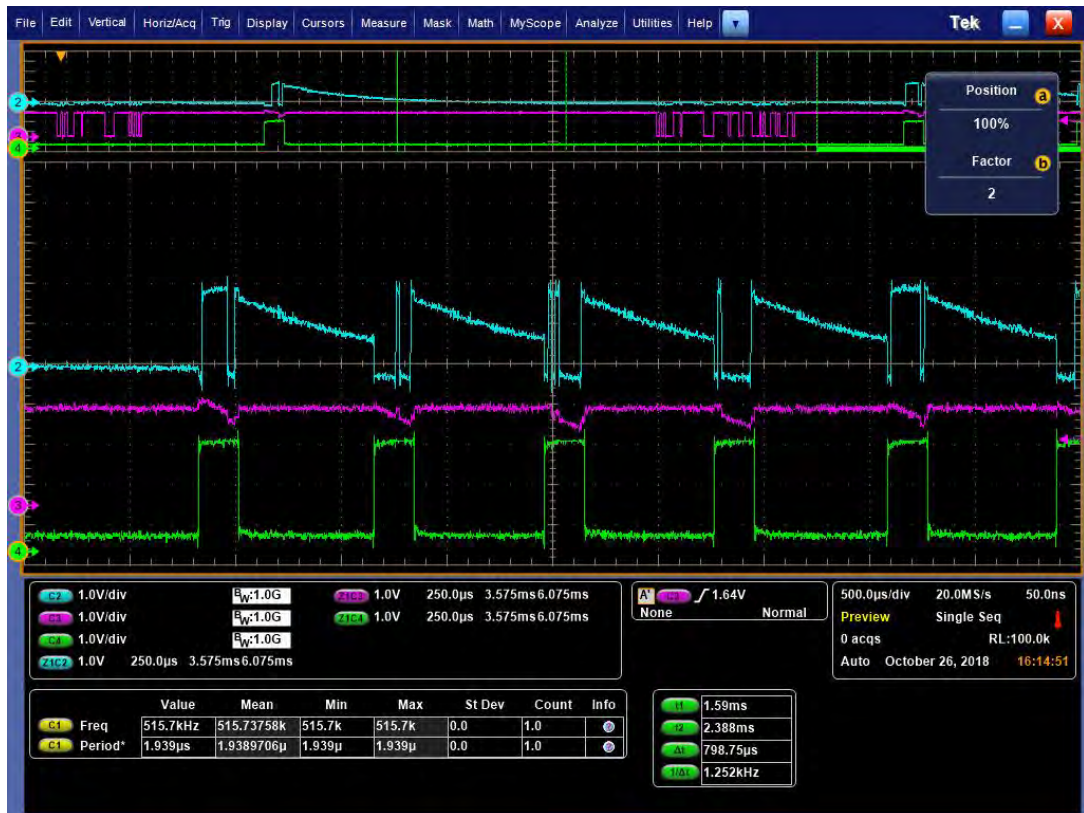 File Edit Vertical Horiz/Acq Trig Display Cursors Measure Mask Math MyScope Analyze Utilities Help Tek X
Position a
100%
Factor b
2
2
3
4
2
3
4
C2 1.0V/div BW:1.0G Z1C3 1.0V 250.0µs 3.575ms 6.075ms
C3 1.0V/div BW:1.0G Z1C4 1.0V 250.0µs 3.575ms 6.075ms
C4 1.0V/div BW:1.0G
Z1C2 1.0V 250.0µs 3.575ms 6.075ms
A' C3 1.64V
None Normal
500.0µs/div 20.0MS/s 50.0ns
Preview Single Seq
0 acqs RL:100.0k
Auto October 26, 2018 16:14:51
Value Mean Min Max St Dev Count Info
C1 Freq 515.7kHz 515.73758k 515.7k 515.7k 0.0 1.0
C1 Period* 1.939µs 1.9389706µ 1.939µ 1.939µ 0.0 1.0
t1 1.59ms
t2 2.388ms
Δt 798.75µs
1/Δt 1.252kHz